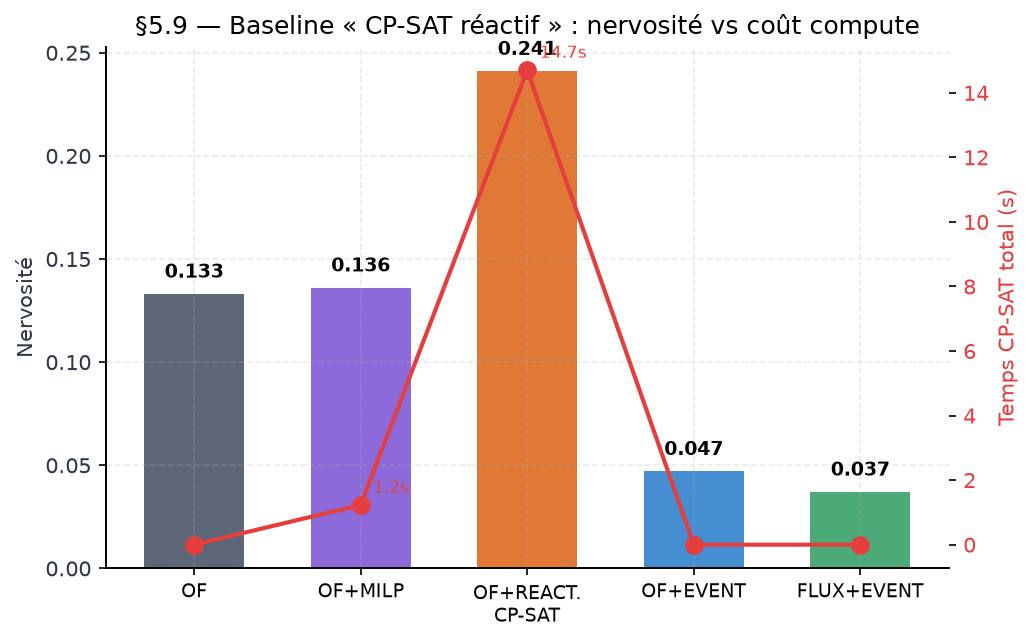 §5.9 — Baseline « CP-SAT réactif » : nervosité vs coût compute
Nervosité
0.25
0.20
0.15
0.10
0.05
0.00
0.133
0.136
0.241
0.047
0.037
1.2s
14.7s
14
12
10
8
6
4
2
0
Temps CP-SAT total (s)
OF
OF+MILP
OF+REACT.
CP-SAT
OF+EVENT
FLUX+EVENT